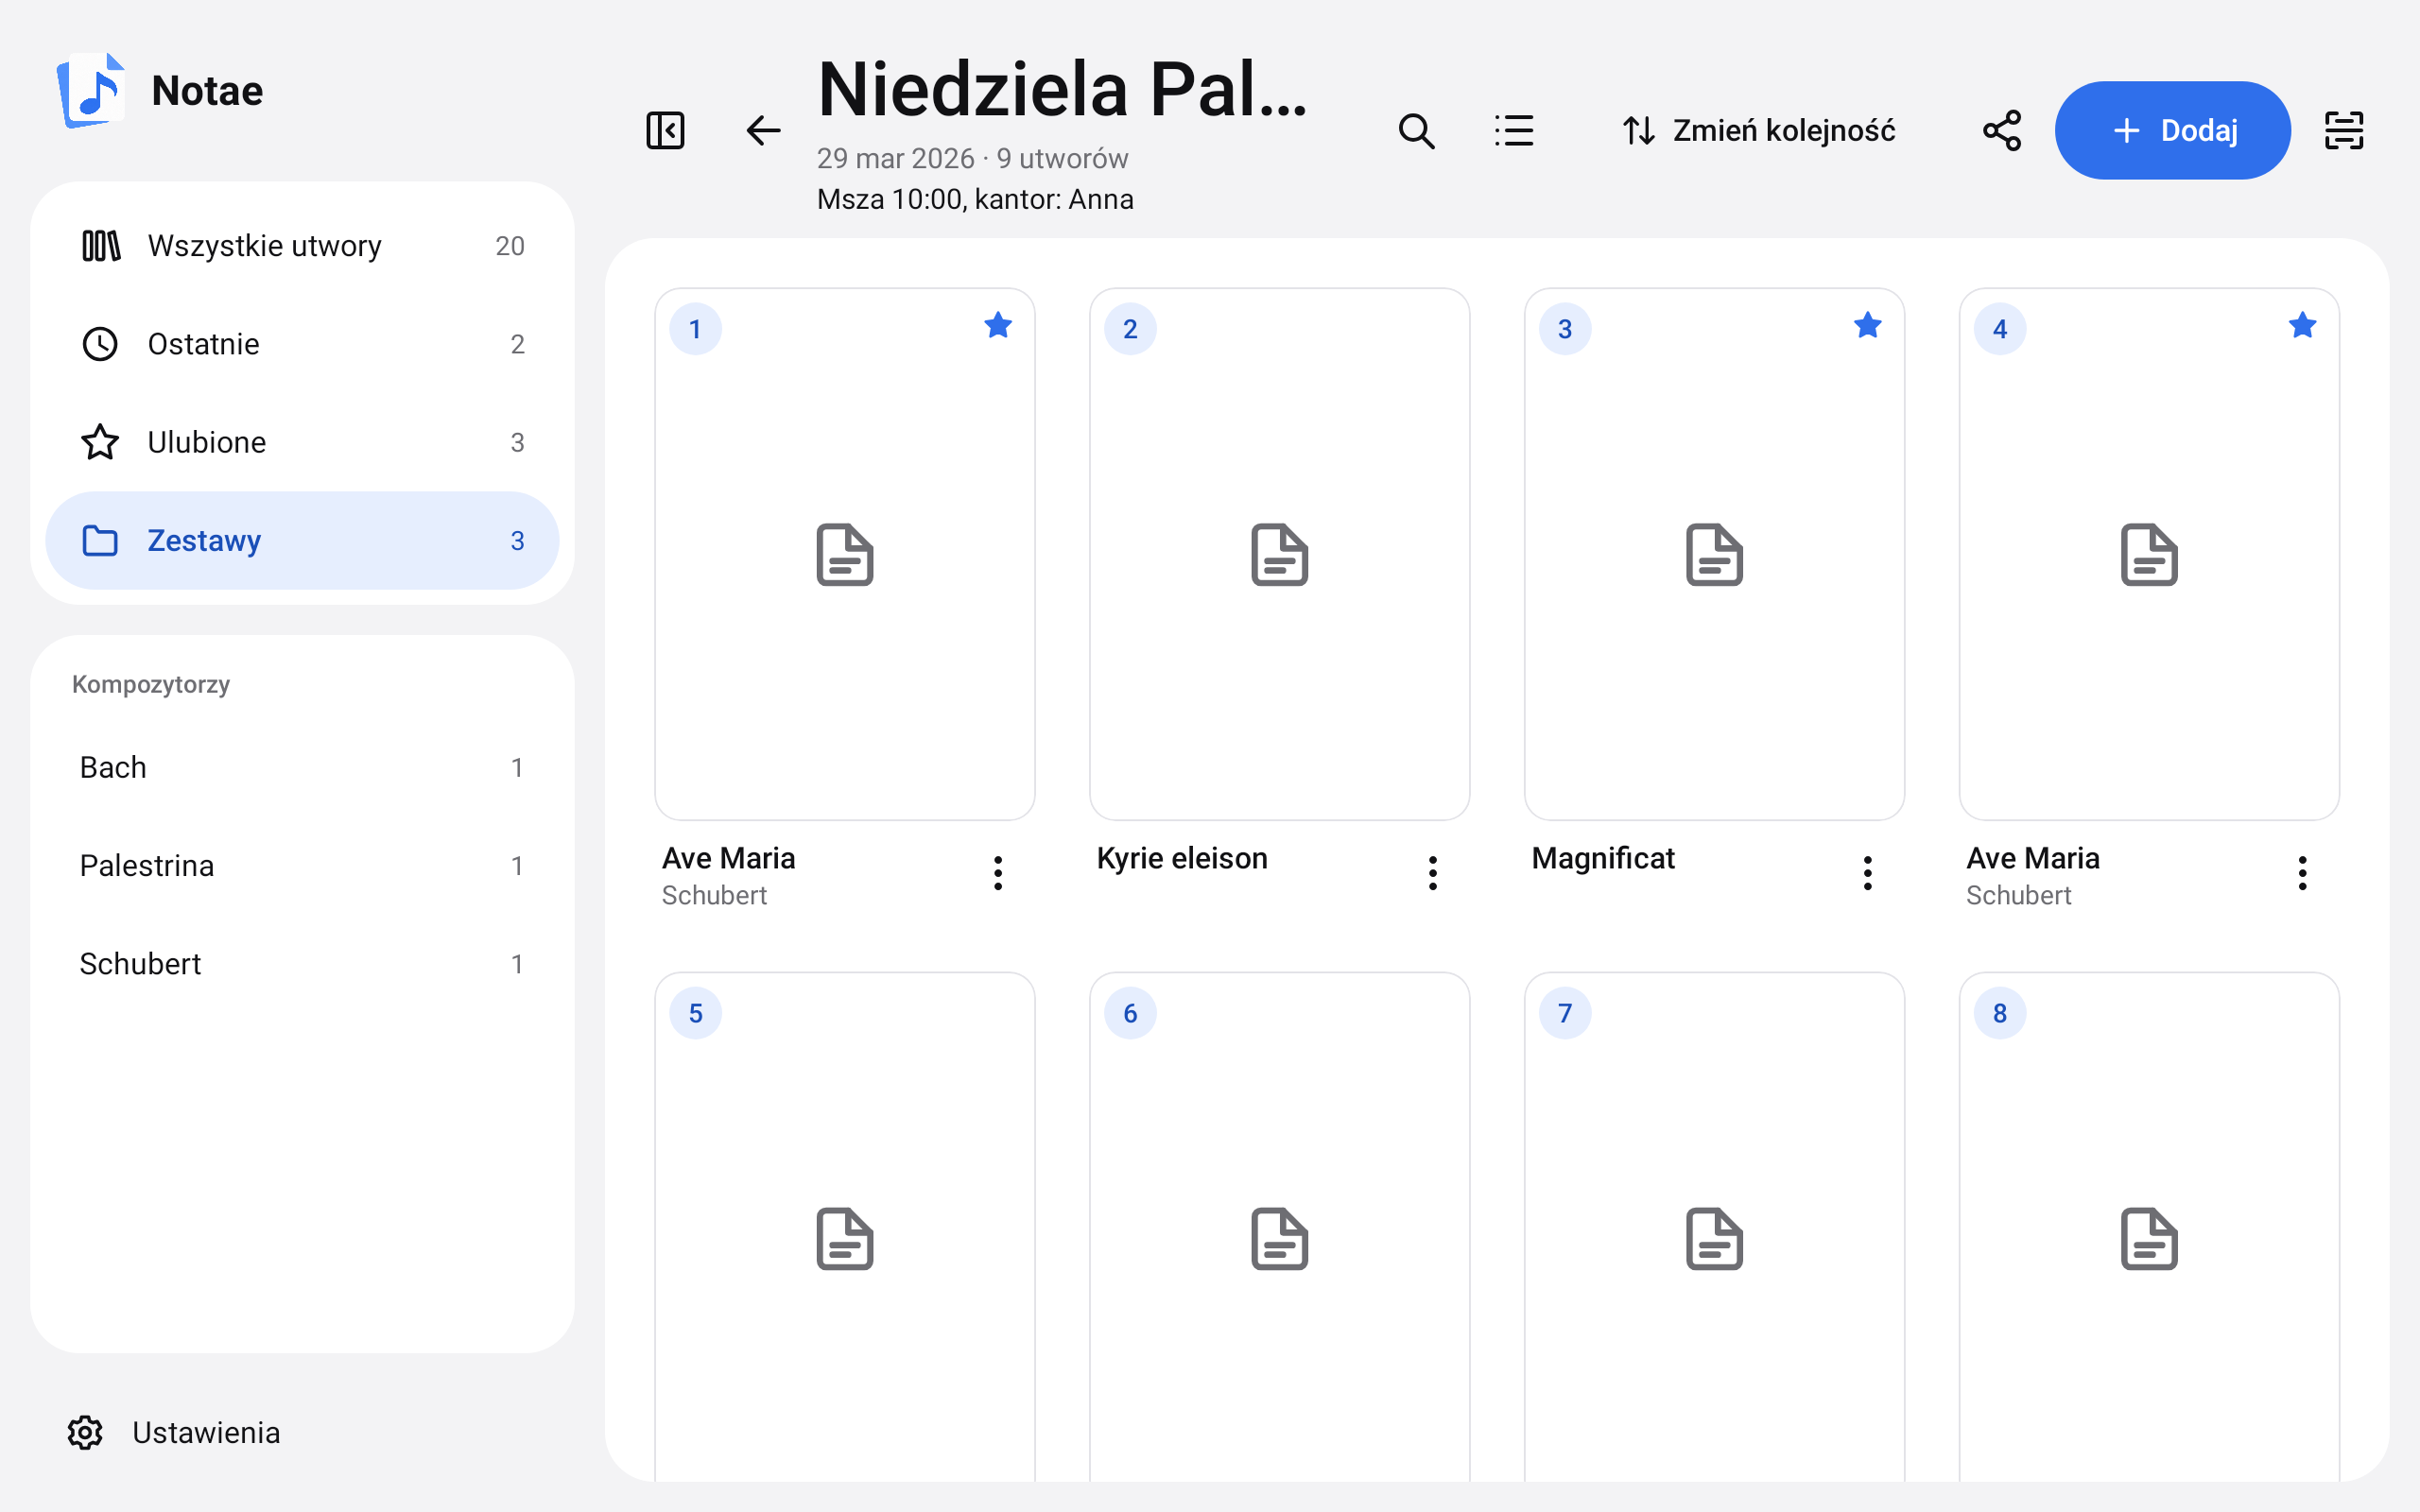 Notae
Wszystkie utwory 20
Ostatnie 2
Ulubione 3
Zestawy 3
Kompozytorzy
Bach 1
Palestrina 1
Schubert 1
Ustawienia
Niedziela Pal...
29 mar 2026 · 9 utworów
Msza 10:00, kantor: Anna
Zmień kolejność
Dodaj
1
2
3
4
Ave Maria
Schubert
Kyrie eleison
Magnificat
Ave Maria
Schubert
5
6
7
8